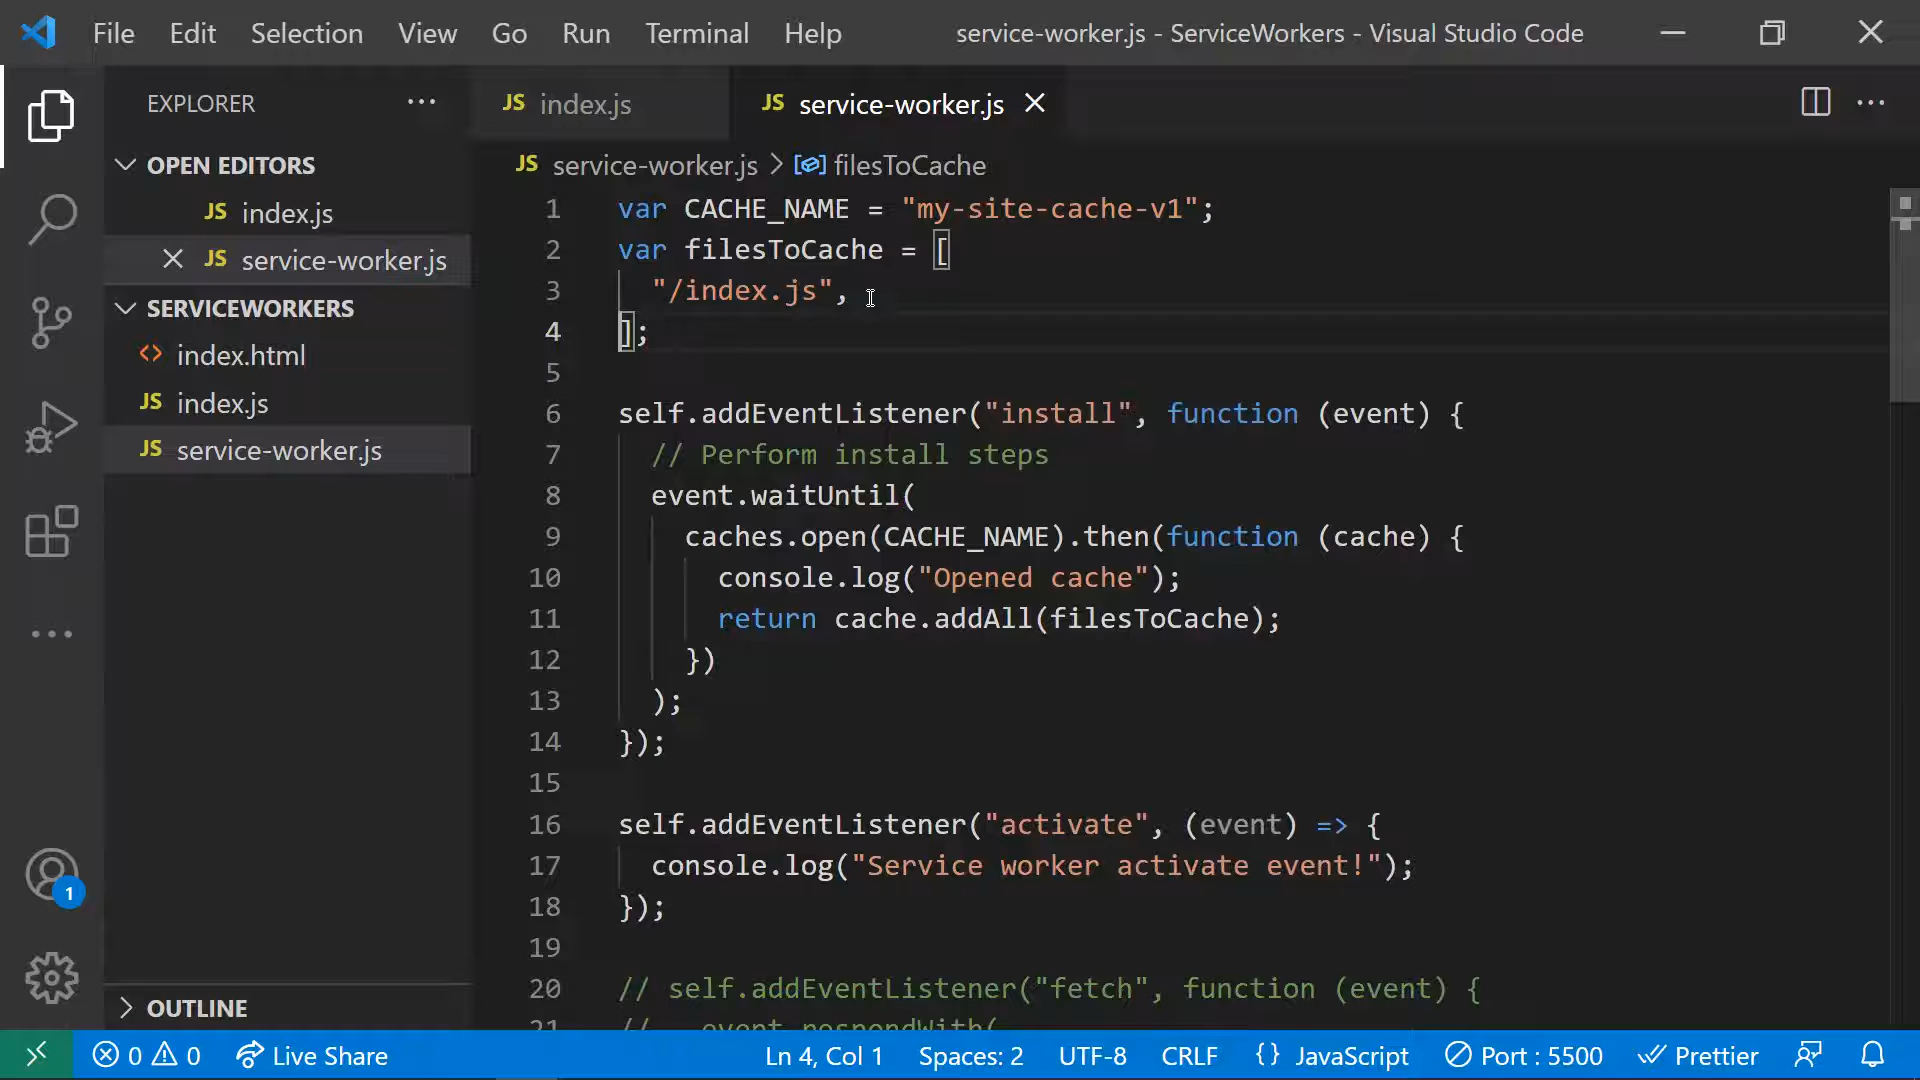 File Edit Selection View Go Run Terminal Help service-worker.js - ServiceWorkers - Visual Studio Code
EXPLORER
OPEN EDITORS
JS index.js
JS service-worker.js
SERVICEWORKERS
index.html
JS index.js
JS service-worker.js
OUTLINE
JS index.js JS service-worker.js
JS service-worker.js > filesToCache
1 var CACHE_NAME = "my-site-cache-v1";
2 var filesToCache = [
3 "/index.js",
4 ];
5
6 self.addEventListener("install", function (event) {
7 // Perform install steps
8 event.waitUntil(
9 caches.open(CACHE_NAME).then(function (cache) {
10 console.log("Opened cache");
11 return cache.addAll(filesToCache);
12 })
13 );
14 });
15
16 self.addEventListener("activate", (event) => {
17 console.log("Service worker activate event!");
18 });
19
20 // self.addEventListener("fetch", function (event) {
21 // event.respondWith(
1
0 0 Live Share Ln 4, Col 1 Spaces: 2 UTF-8 CRLF {} JavaScript Port : 5500 Prettier